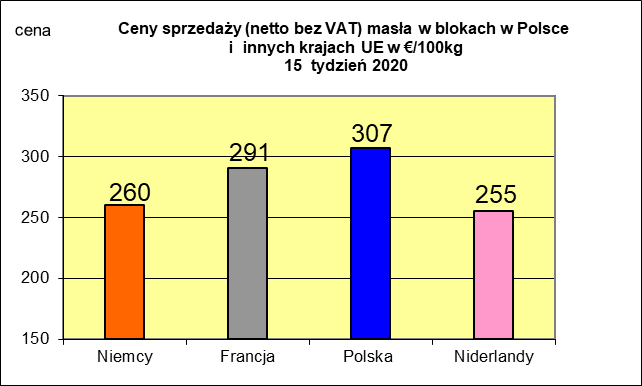 cena
Ceny sprzedaży (netto bez VAT) masła w blokach w Polsce
i innych krajach UE w €/100kg
15 tydzień 2020
350
300
250
200
150
260
291
307
255
Niemcy
Francja
Polska
Niderlandy